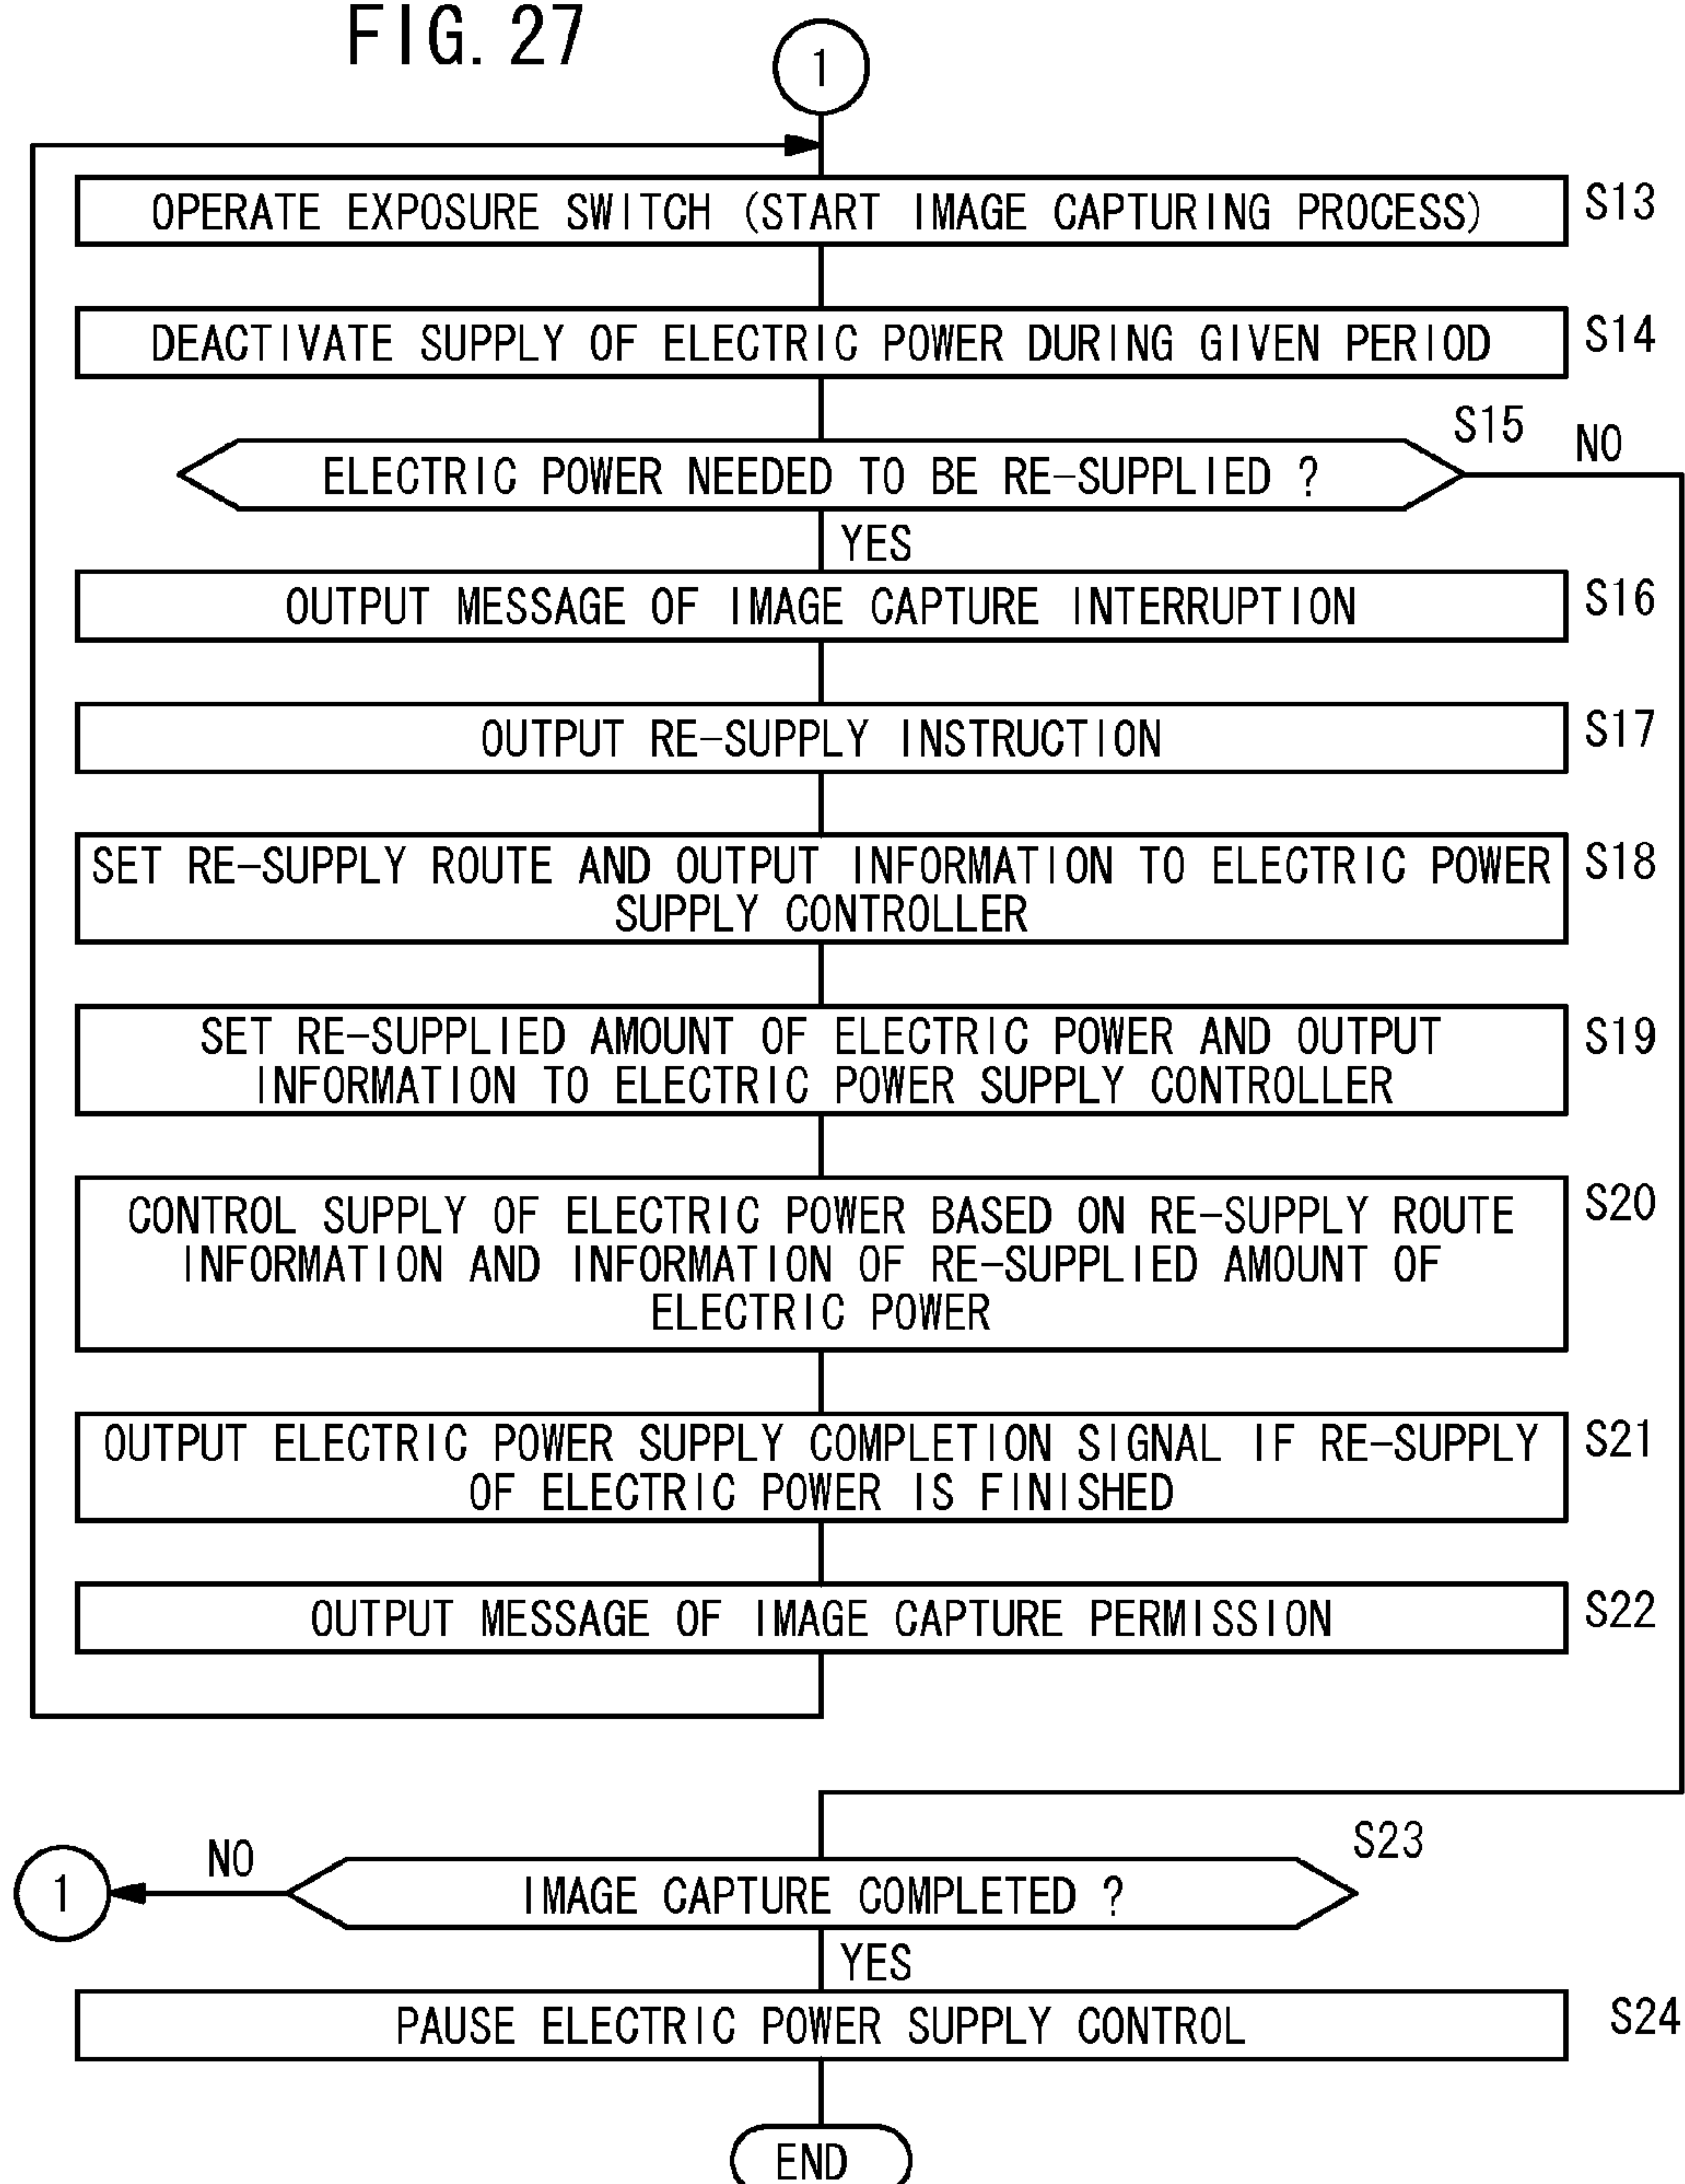 FIG. 27
1
OPERATE EXPOSURE SWITCH (START IMAGE CAPTURING PROCESS)
S13
DEACTIVATE SUPPLY OF ELECTRIC POWER DURING GIVEN PERIOD
S14
S15
NO
ELECTRIC POWER NEEDED TO BE RE-SUPPLIED ?
YES
OUTPUT MESSAGE OF IMAGE CAPTURE INTERRUPTION
S16
OUTPUT RE-SUPPLY INSTRUCTION
S17
SET RE-SUPPLY ROUTE AND OUTPUT INFORMATION TO ELECTRIC POWER
SUPPLY CONTROLLER
S18
SET RE-SUPPLIED AMOUNT OF ELECTRIC POWER AND OUTPUT
INFORMATION TO ELECTRIC POWER SUPPLY CONTROLLER
S19
CONTROL SUPPLY OF ELECTRIC POWER BASED ON RE-SUPPLY ROUTE
INFORMATION AND INFORMATION OF RE-SUPPLIED AMOUNT OF
ELECTRIC POWER
S20
OUTPUT ELECTRIC POWER SUPPLY COMPLETION SIGNAL IF RE-SUPPLY
OF ELECTRIC POWER IS FINISHED
S21
OUTPUT MESSAGE OF IMAGE CAPTURE PERMISSION
S22
S23
NO
1
IMAGE CAPTURE COMPLETED ?
YES
PAUSE ELECTRIC POWER SUPPLY CONTROL
S24
END